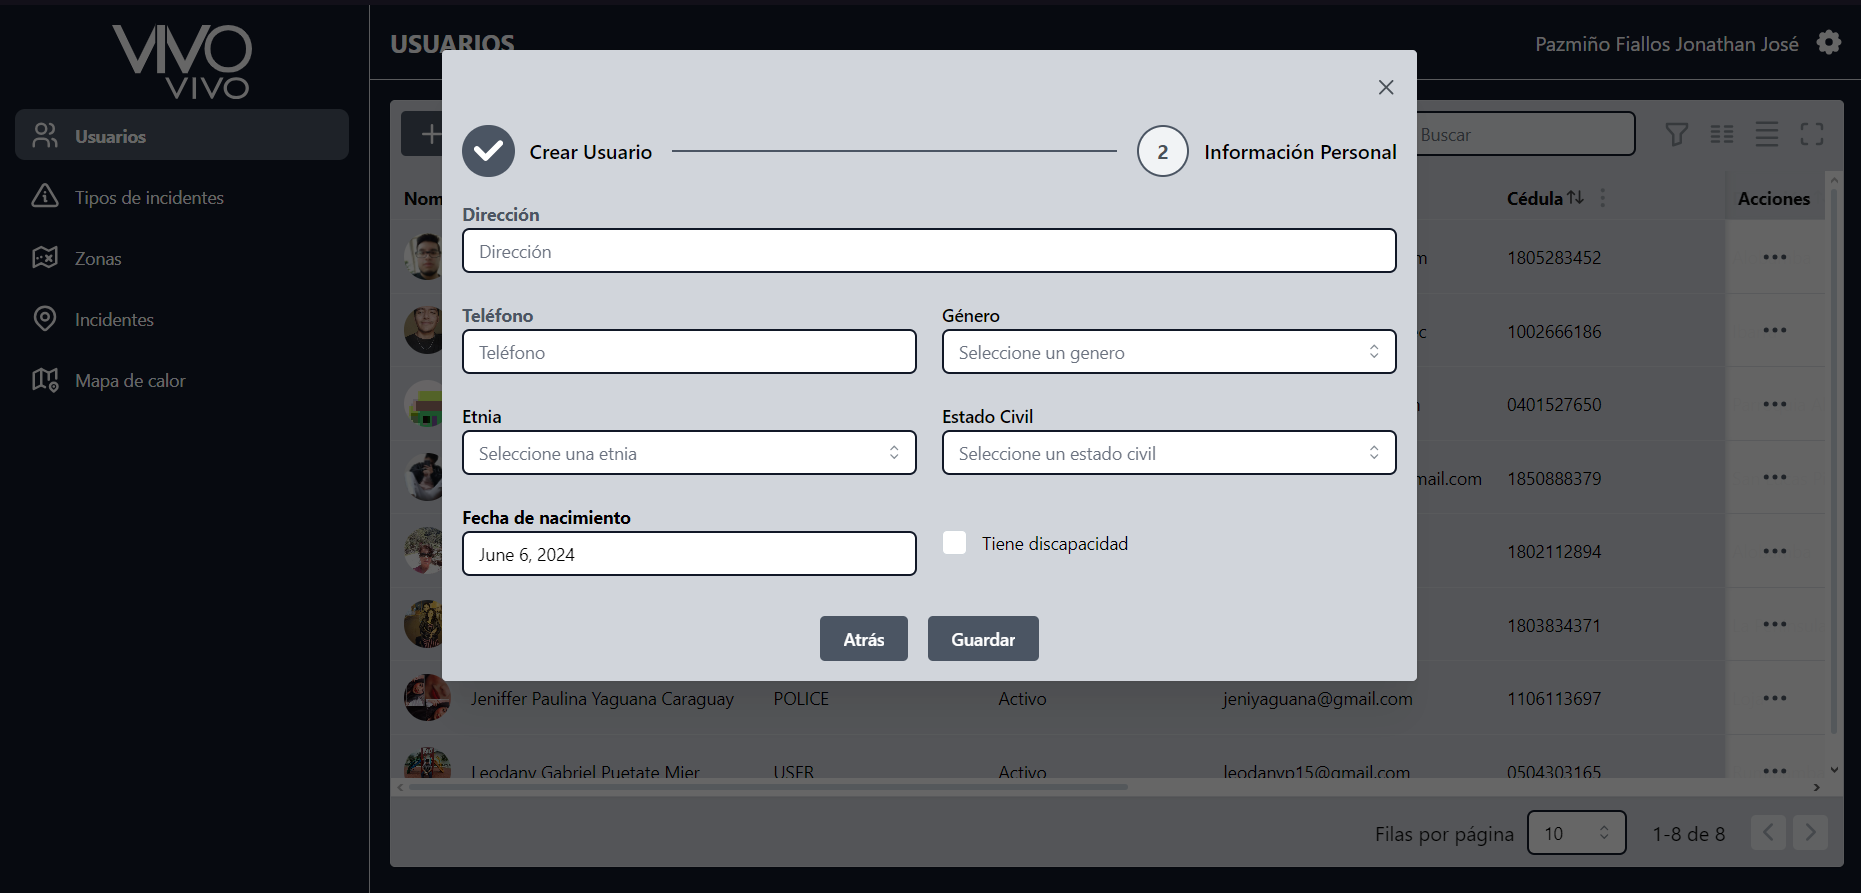 VIVO
VIVO
Usuarios
Tipos de incidentes
Zonas
Incidentes
Mapa de calor
USUARIOS
Pazmiño Fiallos Jonathan José
Buscar
Crear Usuario
2
Información Personal
Dirección
Dirección
Teléfono
Teléfono
Género
Seleccione un genero
Etnia
Seleccione una etnia
Estado Civil
Seleccione un estado civil
Fecha de nacimiento
June 6, 2024
Tiene discapacidad
Atrás
Guardar
Nom
Cédula
Acciones
m 1805283452
ec 1002666186
0401527650
mail.com 1850888379
1802112894
1803834371
Jeniffer Paulina Yaguana Caraguay POLICE Activo jeniyaguana@gmail.com 1106113697
Leodany Gabriel Puetate Mier USER Activo leodanyp15@gmail.com 0504303165
Filas por página 10 1-8 de 8